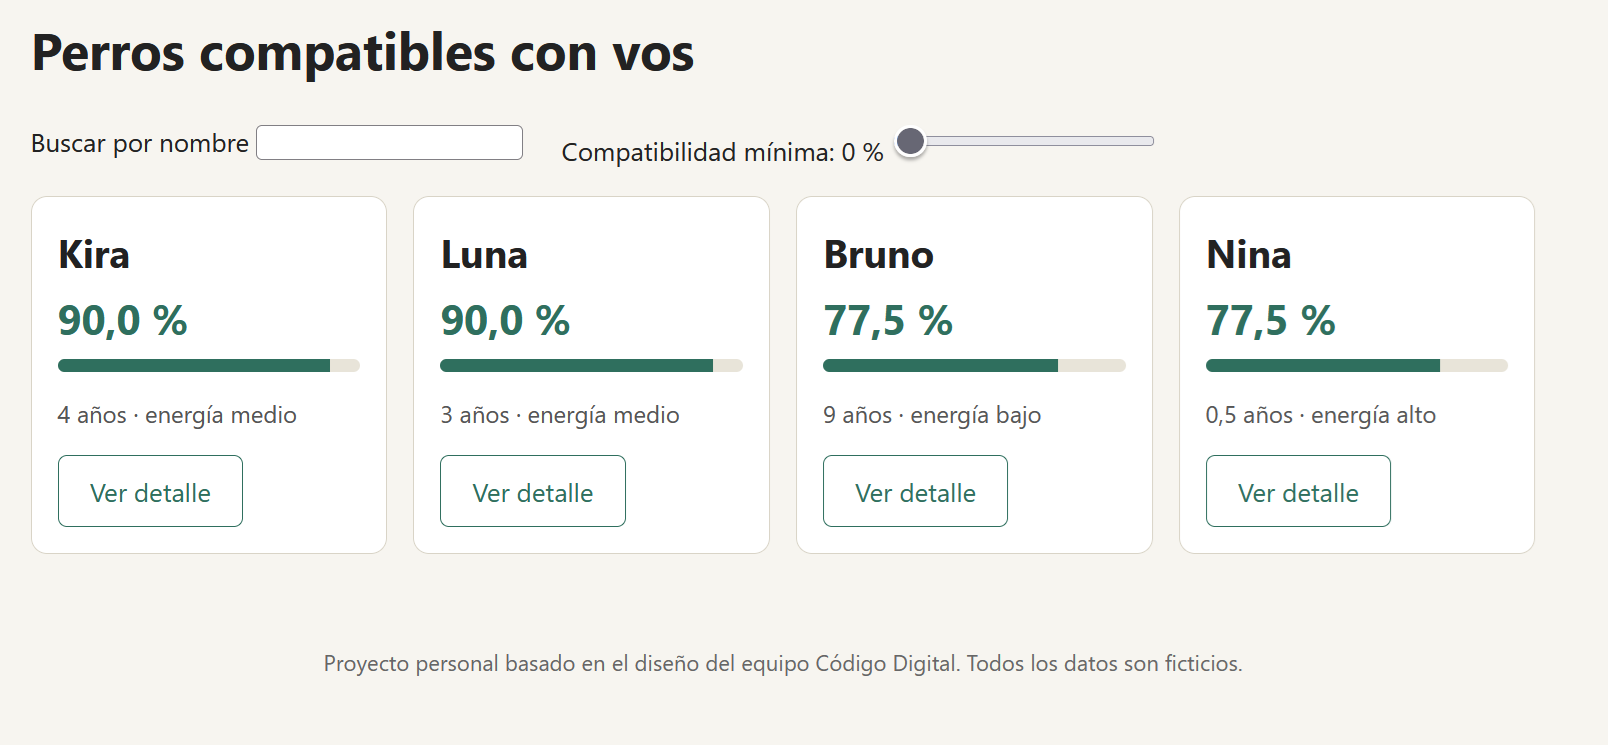 Perros compatibles con vos
Buscar por nombre
Compatibilidad mínima: 0 %
Kira
90,0 %
4 años · energía medio
Ver detalle
Luna
90,0 %
3 años · energía medio
Ver detalle
Bruno
77,5 %
9 años · energía bajo
Ver detalle
Nina
77,5 %
0,5 años · energía alto
Ver detalle
Proyecto personal basado en el diseño del equipo Código Digital. Todos los datos son ficticios.